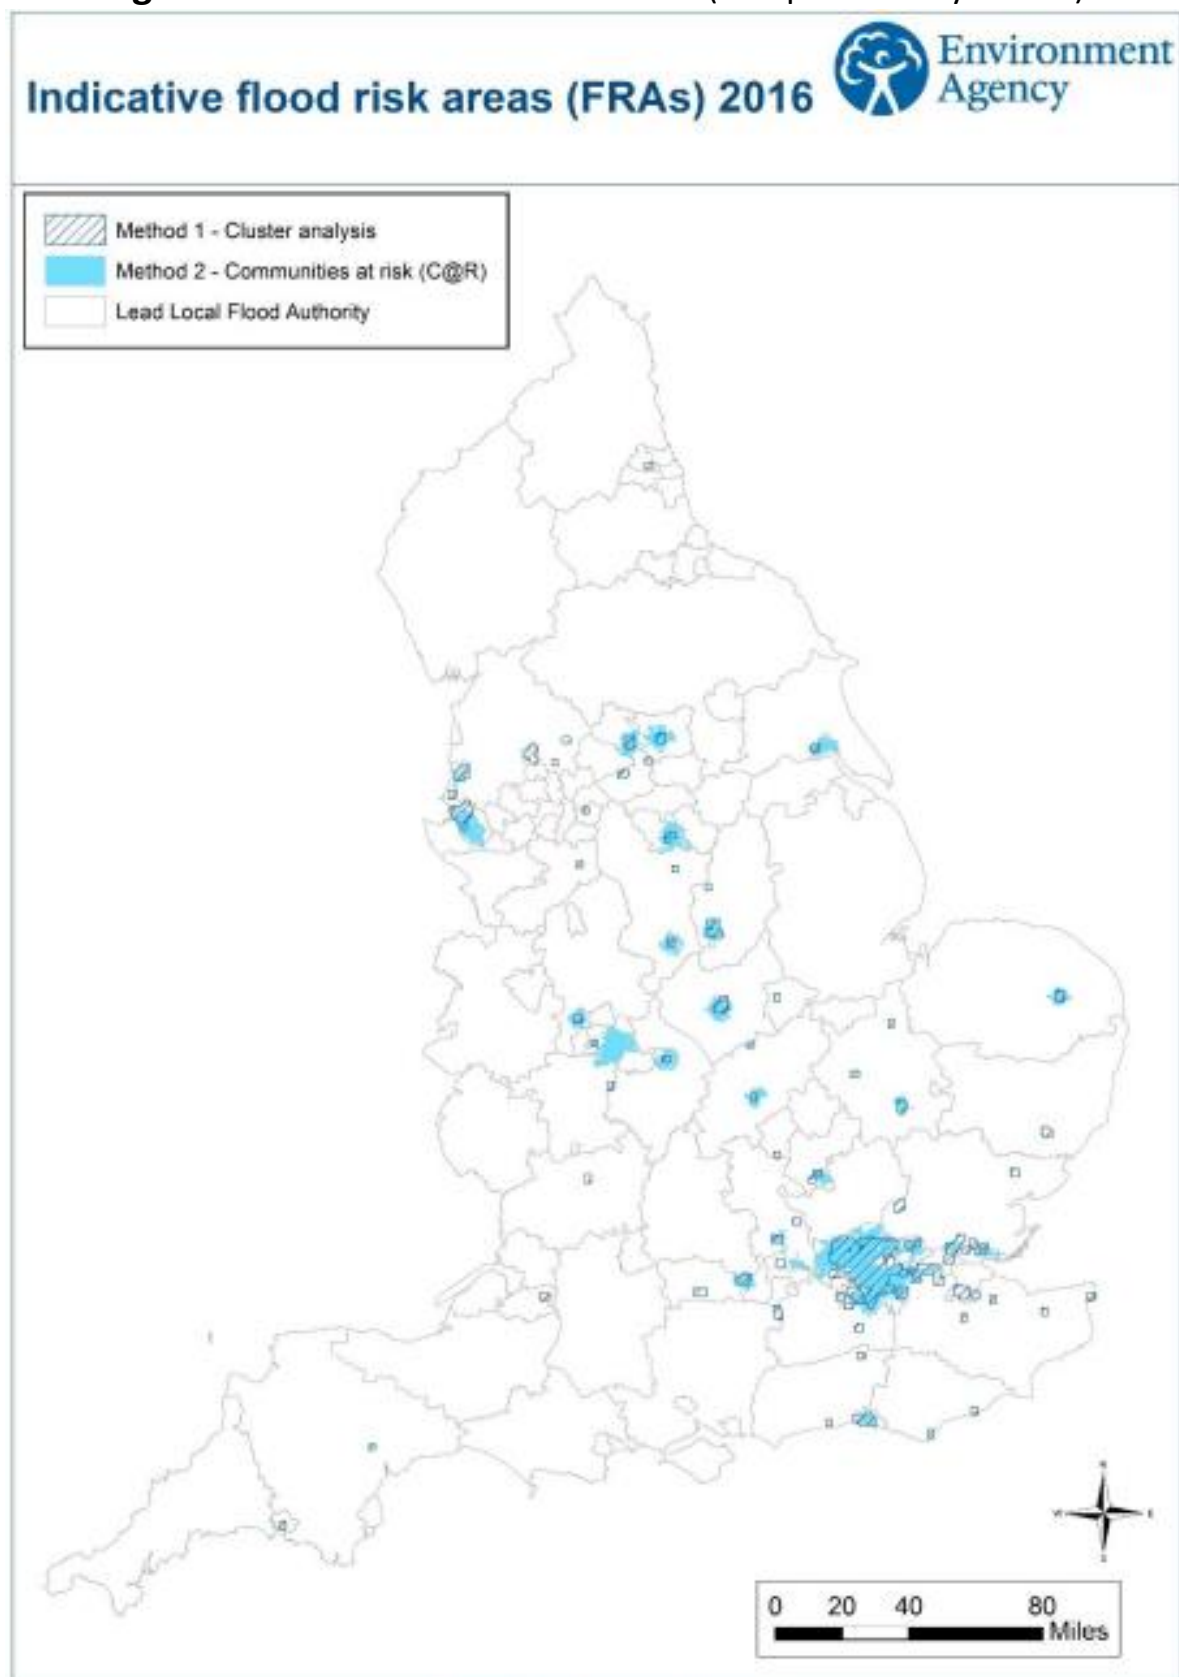 Indicative flood risk areas (FRAs) 2016
Environment
Agency
Method 1 - Cluster analysis
Method 2 - Communities at risk (C@R)
Lead Local Flood Authority
N
W
E
S
0 20 40 80
Miles